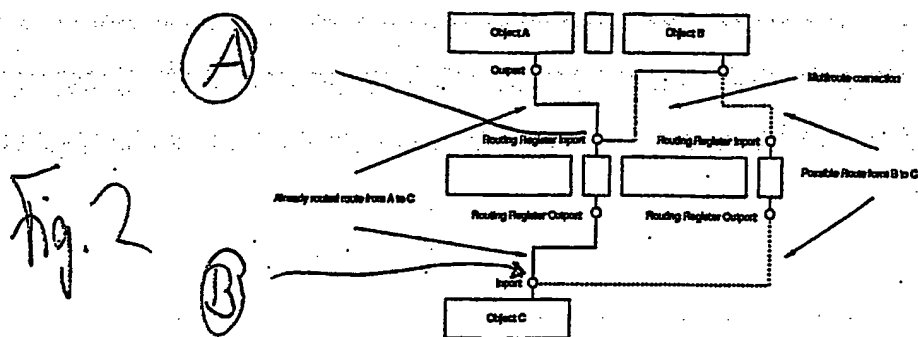 A
Object A
Object B
Outport
Multiroute connection
Routing Register Inport
Routing Register Inport
Already routed route from A to C
Possible Route from B to C
Routing Register Outport
Routing Register Outport
Fig. 2
B
Inport
Object C